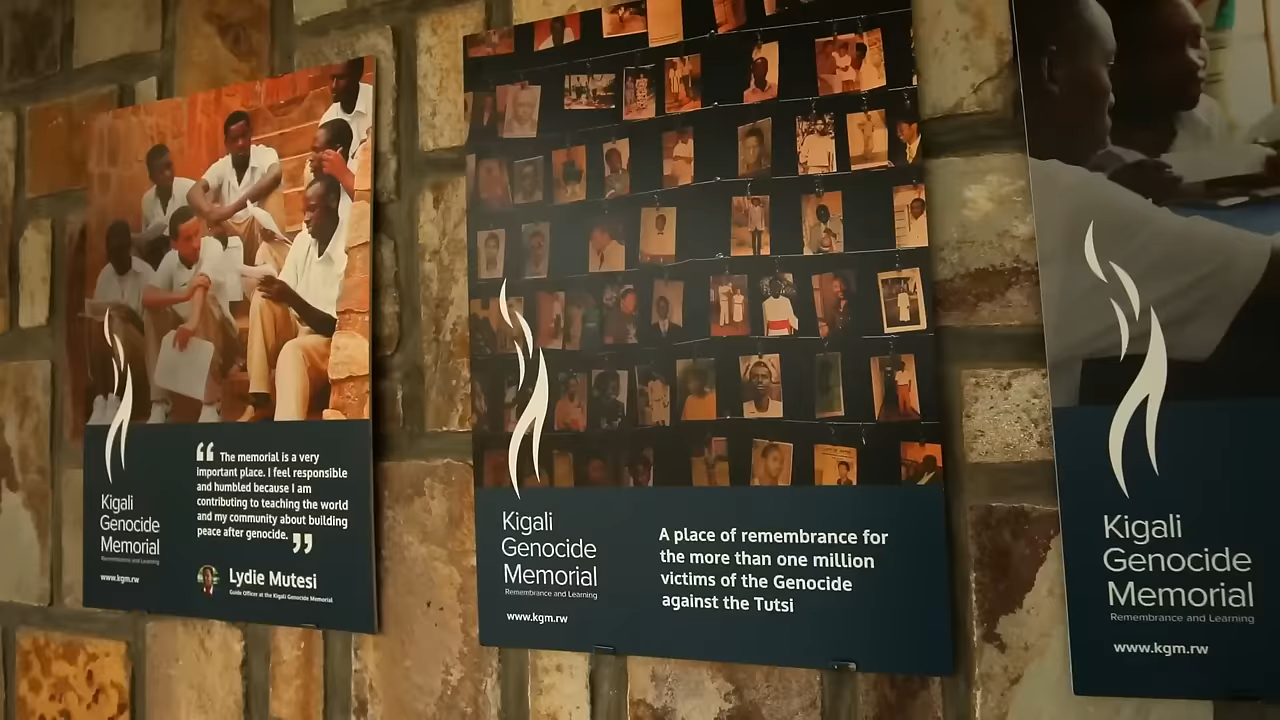 “ The memorial is a very
important place. I feel responsible
and humbled because I am
contributing to teaching the world
and my community about building
peace after genocide. ”
Lydie Mutesi
Guide Officer at the Kigali Genocide Memorial
Kigali
Genocide
Memorial
Remembrance and Learning
www.kgm.rw
Kigali
Genocide
Memorial
Remembrance and Learning
www.kgm.rw
A place of remembrance for
the more than one million
victims of the Genocide
against the Tutsi
Kigali
Genocide
Memorial
Remembrance and Learning
www.kgm.rw